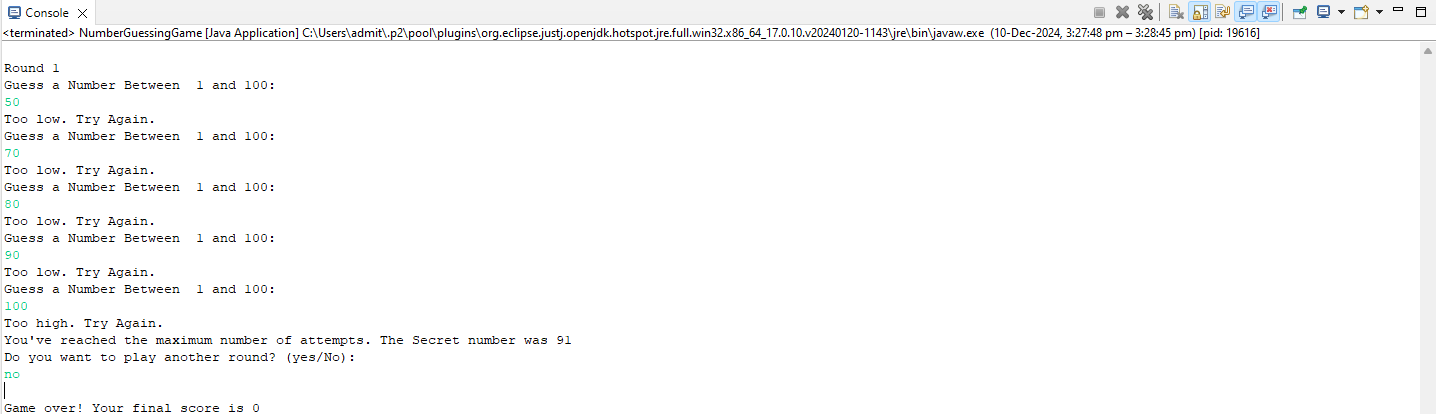 Console
<terminated> NumberGuessingGame [Java Application] C:\Users\admit\.p2\pool\plugins\org.eclipse.justj.openjdk.hotspot.jre.full.win32.x86_64_17.0.10.v20240120-1143\jre\bin\javaw.exe (10-Dec-2024, 3:27:48 pm – 3:28:45 pm) [pid: 19616]
Round 1
Guess a Number Between  1 and 100:
50
Too low. Try Again.
Guess a Number Between  1 and 100:
70
Too low. Try Again.
Guess a Number Between  1 and 100:
80
Too low. Try Again.
Guess a Number Between  1 and 100:
90
Too low. Try Again.
Guess a Number Between  1 and 100:
100
Too high. Try Again.
You've reached the maximum number of attempts. The Secret number was 91
Do you want to play another round? (yes/No):
no
Game over! Your final score is 0